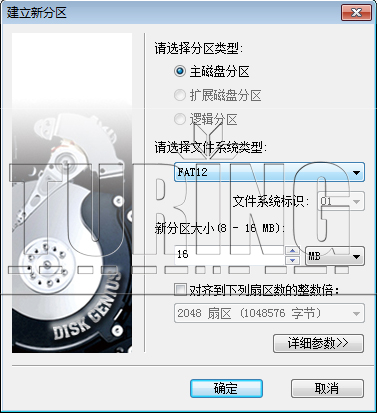 建立新分区
请选择分区类型:
主磁盘分区
扩展磁盘分区
逻辑分区
请选择文件系统类型:
FAT12
文件系统标识: 01
新分区大小(8 - 16 MB):
16 MB
对齐到下列扇区数的整数倍:
2048 扇区 (1048576 字节)
详细参数>>
确定 取消
DISK GENIUS
TURING